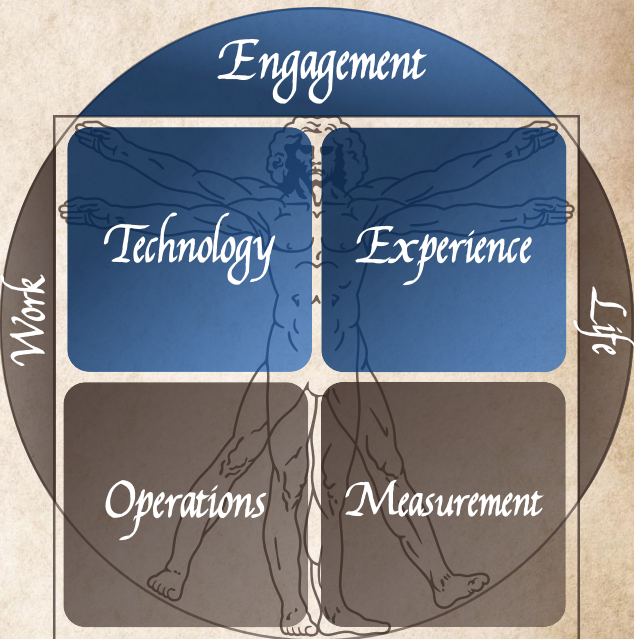 Engagement
Technology
Experience
Work
Life
Operations
Measurement